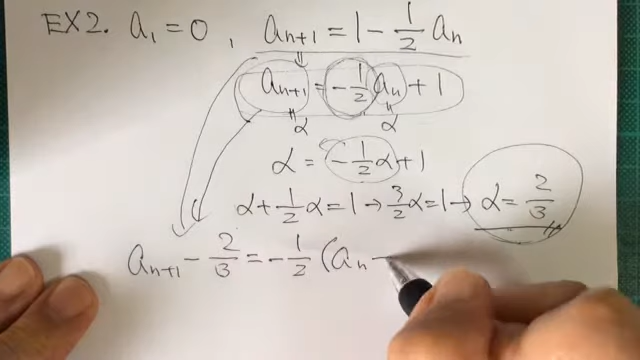 EX2. a₁ = 0 , aₙ₊₁ = 1 - 1/2 aₙ
aₙ₊₁ = -1/2 aₙ + 1
α α
α = -1/2 α + 1
α + 1/2 α = 1 → 3/2 α = 1 → α = 2/3
aₙ₊₁ - 2/3 = -1/2 (aₙ -